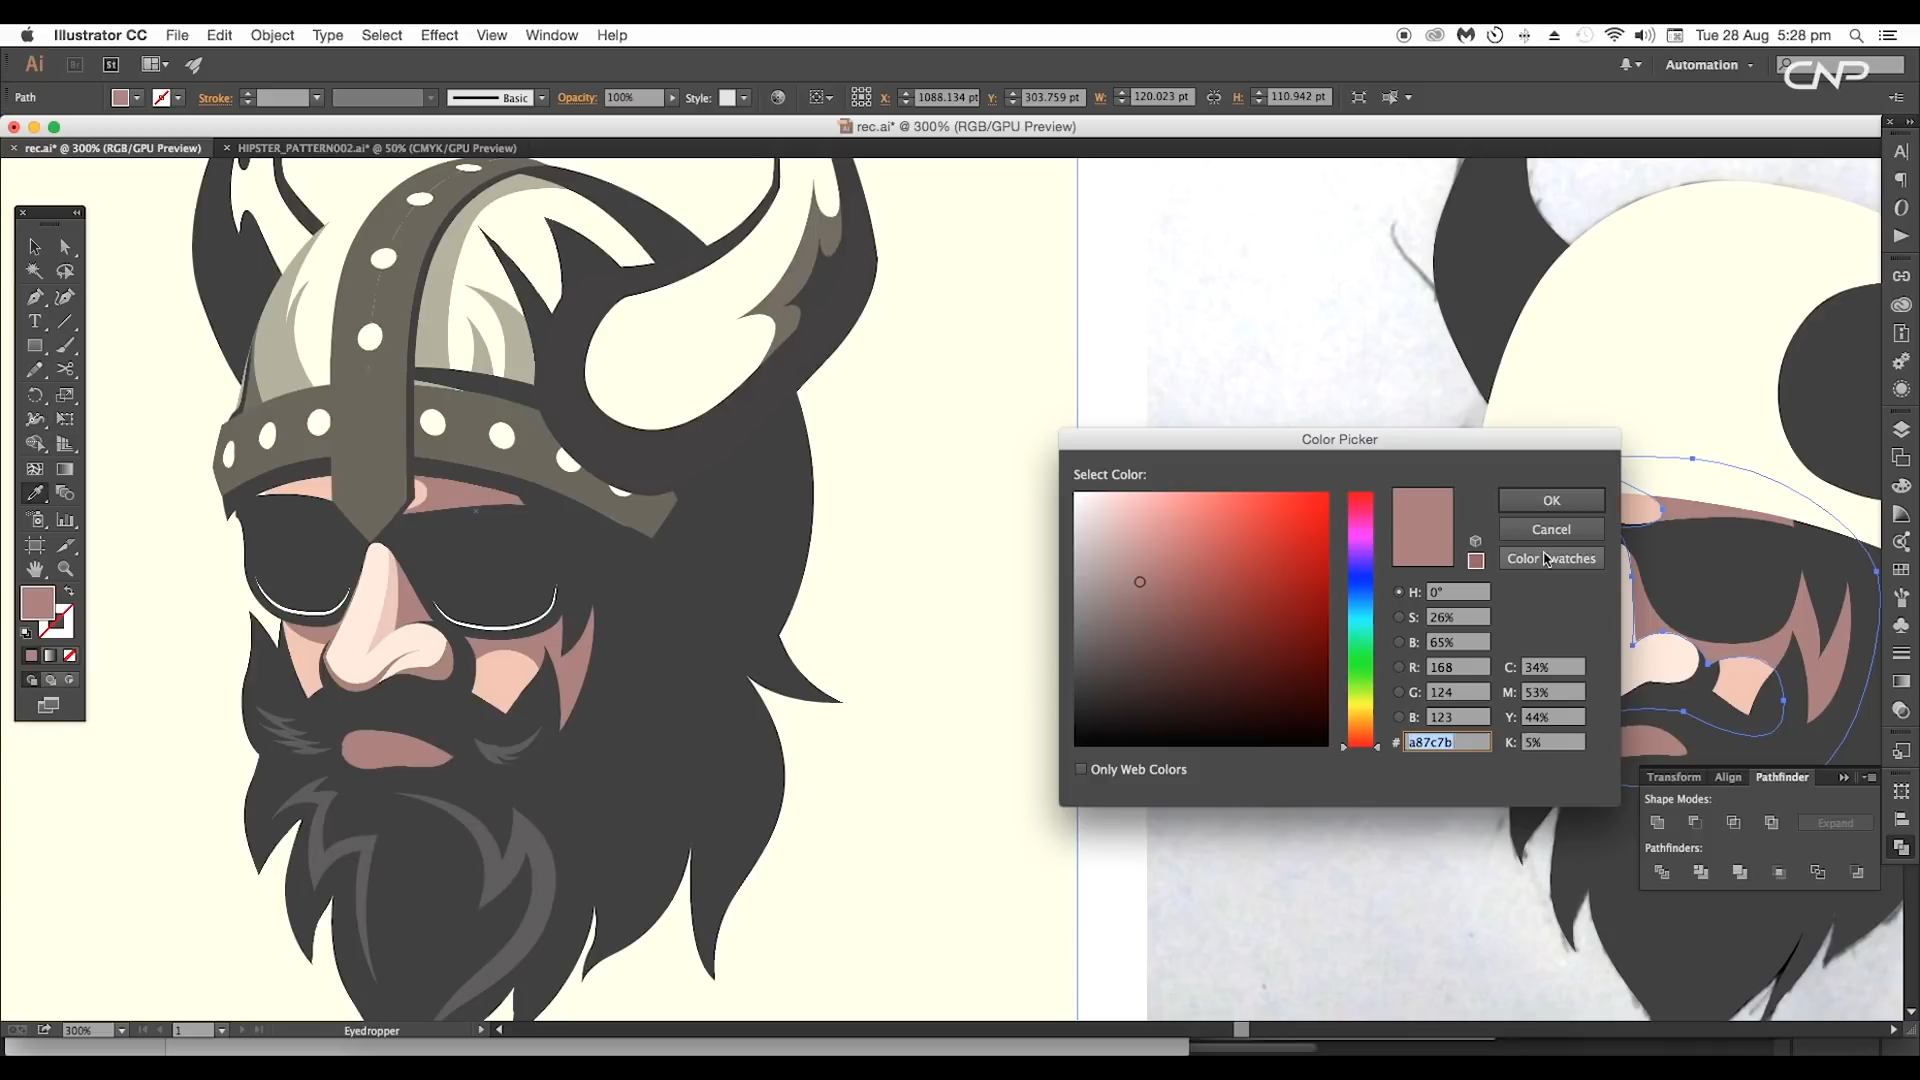 Illustrator CC File Edit Object Type Select Effect View Window Help Tue 28 Aug 5:28 pm
Ai Br St Automation CNP
Path Stroke: Basic Opacity: 100% Style: X: 1088.134 pt Y: 303.759 pt W: 120.023 pt H: 110.942 pt
rec.ai* @ 300% (RGB/GPU Preview)
rec.ai* @ 300% (RGB/GPU Preview) HIPSTER_PATTERN002.ai* @ 50% (CMYK/GPU Preview)
Color Picker
Select Color:
OK
Cancel
Color
H: 0°
S: 26%
B: 65%
R: 168 C: 34%
G: 124 M: 53%
B: 123 Y: 44%
# a87c7b K: 5%
Only Web Colors
Transform Align Pathfinder
Shape Modes:
Expand
Pathfinders:
300% 1 Eyedropper